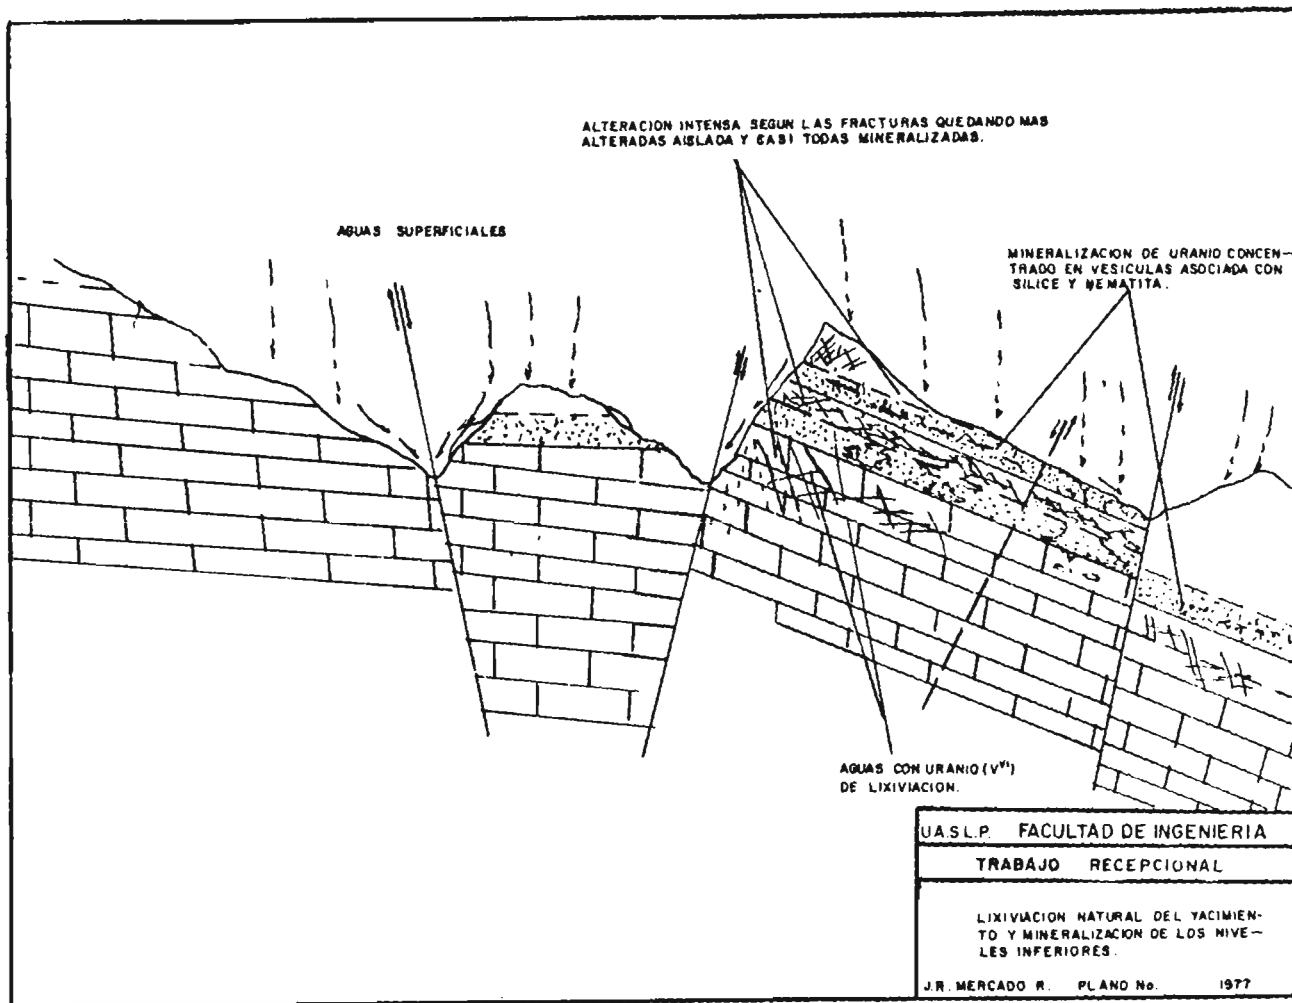 ALTERACION INTENSA SEGUN LAS FRACTURAS QUEDANDO MAS
ALTERADAS AISLADA Y CASI TODAS MINERALIZADAS.
AGUAS SUPERFICIALES
MINERALIZACION DE URANIO CONCEN-
TRADO EN VESICULAS ASOCIADA CON
SILICE Y HEMATITA.
AGUAS CON URANIO (V⁺⁶)
DE LIXIVIACION.
U.A.S.L.P. FACULTAD DE INGENIERIA
TRABAJO RECEPCIONAL
LIXIVIACION NATURAL DEL YACIMIEN-
TO Y MINERALIZACION DE LOS NIVE-
LES INFERIORES.
J.R. MERCADO R. PLANO No. 1977